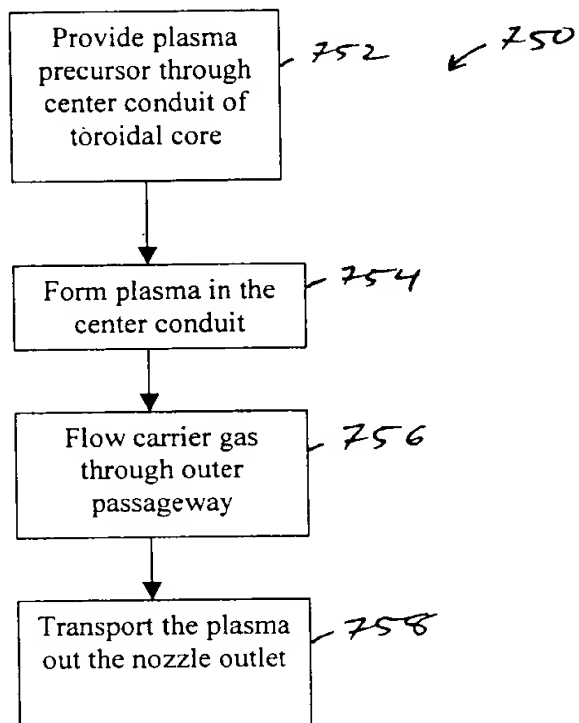 Provide plasma
precursor through
center conduit of
toroidal core
752
750
Form plasma in the
center conduit
754
Flow carrier gas
through outer
passageway
756
Transport the plasma
out the nozzle outlet
758